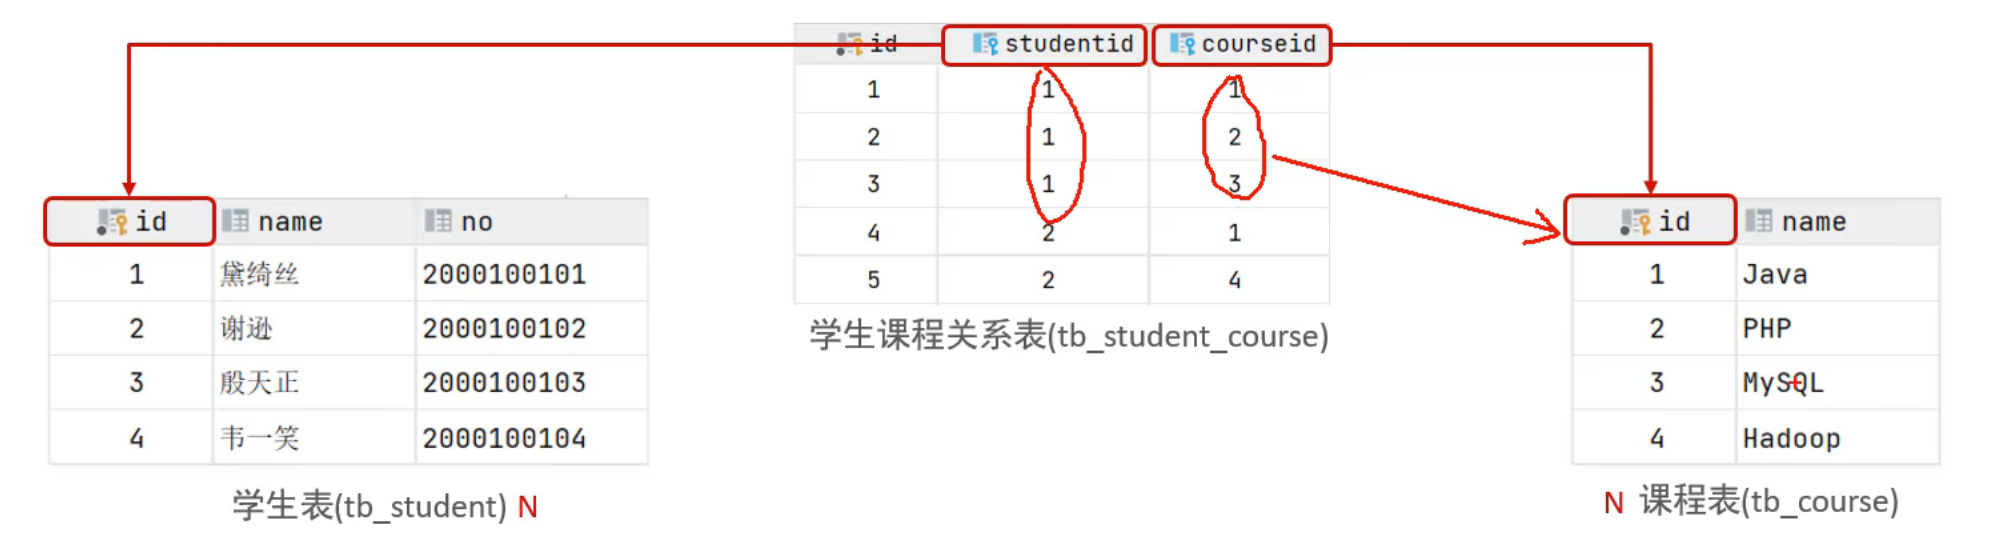 id studentid courseid
1 1 1
2 1 2
3 1 3
4 2 1
5 2 4
学生课程关系表(tb_student_course)
id name no
1 黛绮丝 2000100101
2 谢逊 2000100102
3 殷天正 2000100103
4 韦一笑 2000100104
学生表(tb_student) N
id name
1 Java
2 PHP
3 MySQL
4 Hadoop
N 课程表(tb_course)